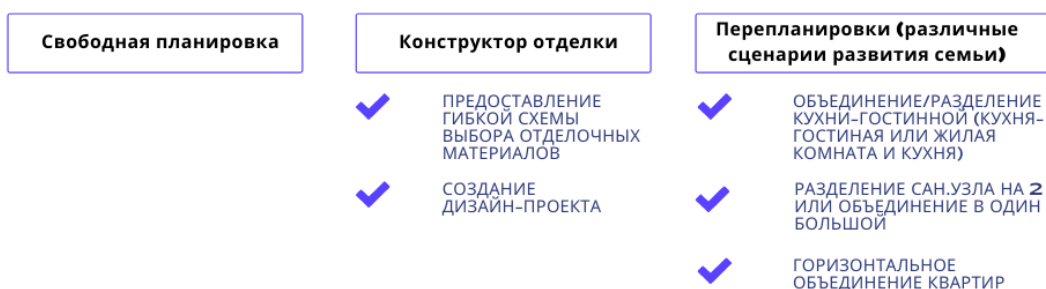 Свободная планировка
Конструктор отделки
ПРЕДОСТАВЛЕНИЕ
ГИБКОЙ СХЕМЫ
ВЫБОРА ОТДЕЛОЧНЫХ
МАТЕРИАЛОВ
СОЗДАНИЕ
ДИЗАЙН-ПРОЕКТА
Перепланировки (различные
сценарии развития семьи)
ОБЪЕДИНЕНИЕ/РАЗДЕЛЕНИЕ
КУХНИ-ГОСТИННОЙ (КУХНЯ-
ГОСТИНАЯ ИЛИ ЖИЛАЯ
КОМНАТА И КУХНЯ)
РАЗДЕЛЕНИЕ САН.УЗЛА НА 2
ИЛИ ОБЪЕДИНЕНИЕ В ОДИН
БОЛЬШОЙ
ГОРИЗОНТАЛЬНОЕ
ОБЪЕДИНЕНИЕ КВАРТИР